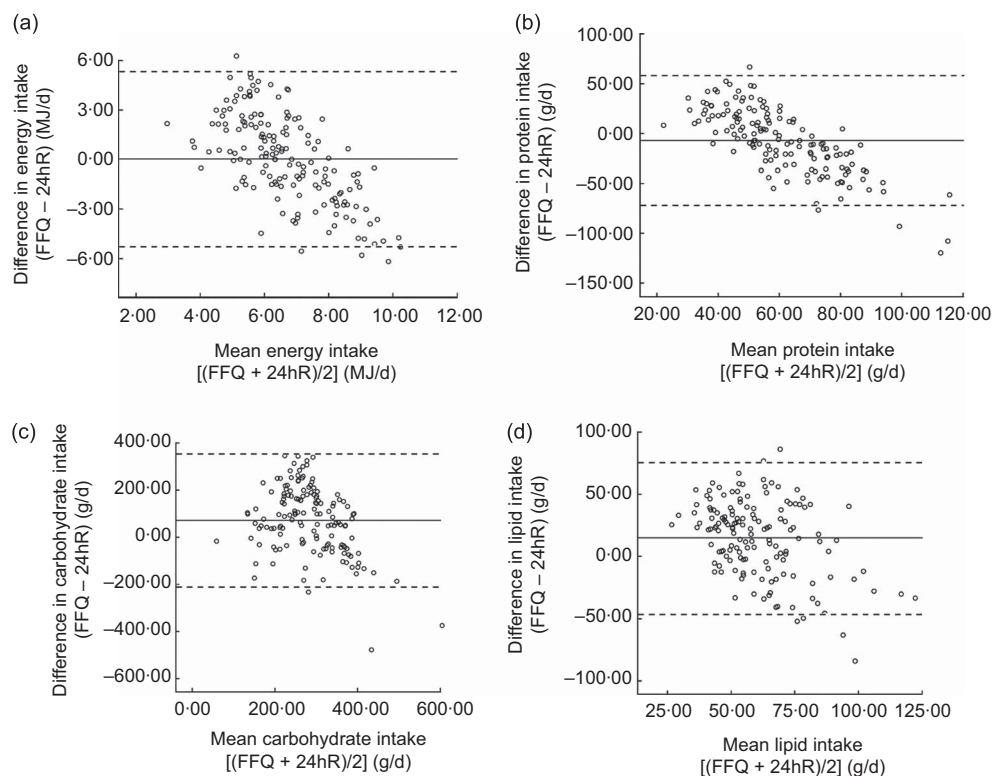 (a)
Difference in energy intake
(FFQ – 24hR) (MJ/d)
6·00
3·00
0·00
–3·00
–6·00
2·00 4·00 6·00 8·00 10·00 12·00
Mean energy intake
[(FFQ + 24hR)/2] (MJ/d)
(b)
Difference in protein intake
(FFQ – 24hR) (g/d)
100·00
50·00
0·00
–50·00
–100·00
–150·00
20·00 40·00 60·00 80·00 100·00 120·00
Mean protein intake
[(FFQ + 24hR)/2] (g/d)
(c)
Difference in carbohydrate intake
(FFQ – 24hR) (g/d)
400·00
200·00
0·00
–200·00
–400·00
–600·00
0·00 200·00 400·00 600·00
Mean carbohydrate intake
[(FFQ + 24hR)/2] (g/d)
(d)
Difference in lipid intake
(FFQ – 24hR) (g/d)
100·00
50·00
0·00
–50·00
–100·00
25·00 50·00 75·00 100·00 125·00
Mean lipid intake
[(FFQ + 24hR)/2] (g/d)